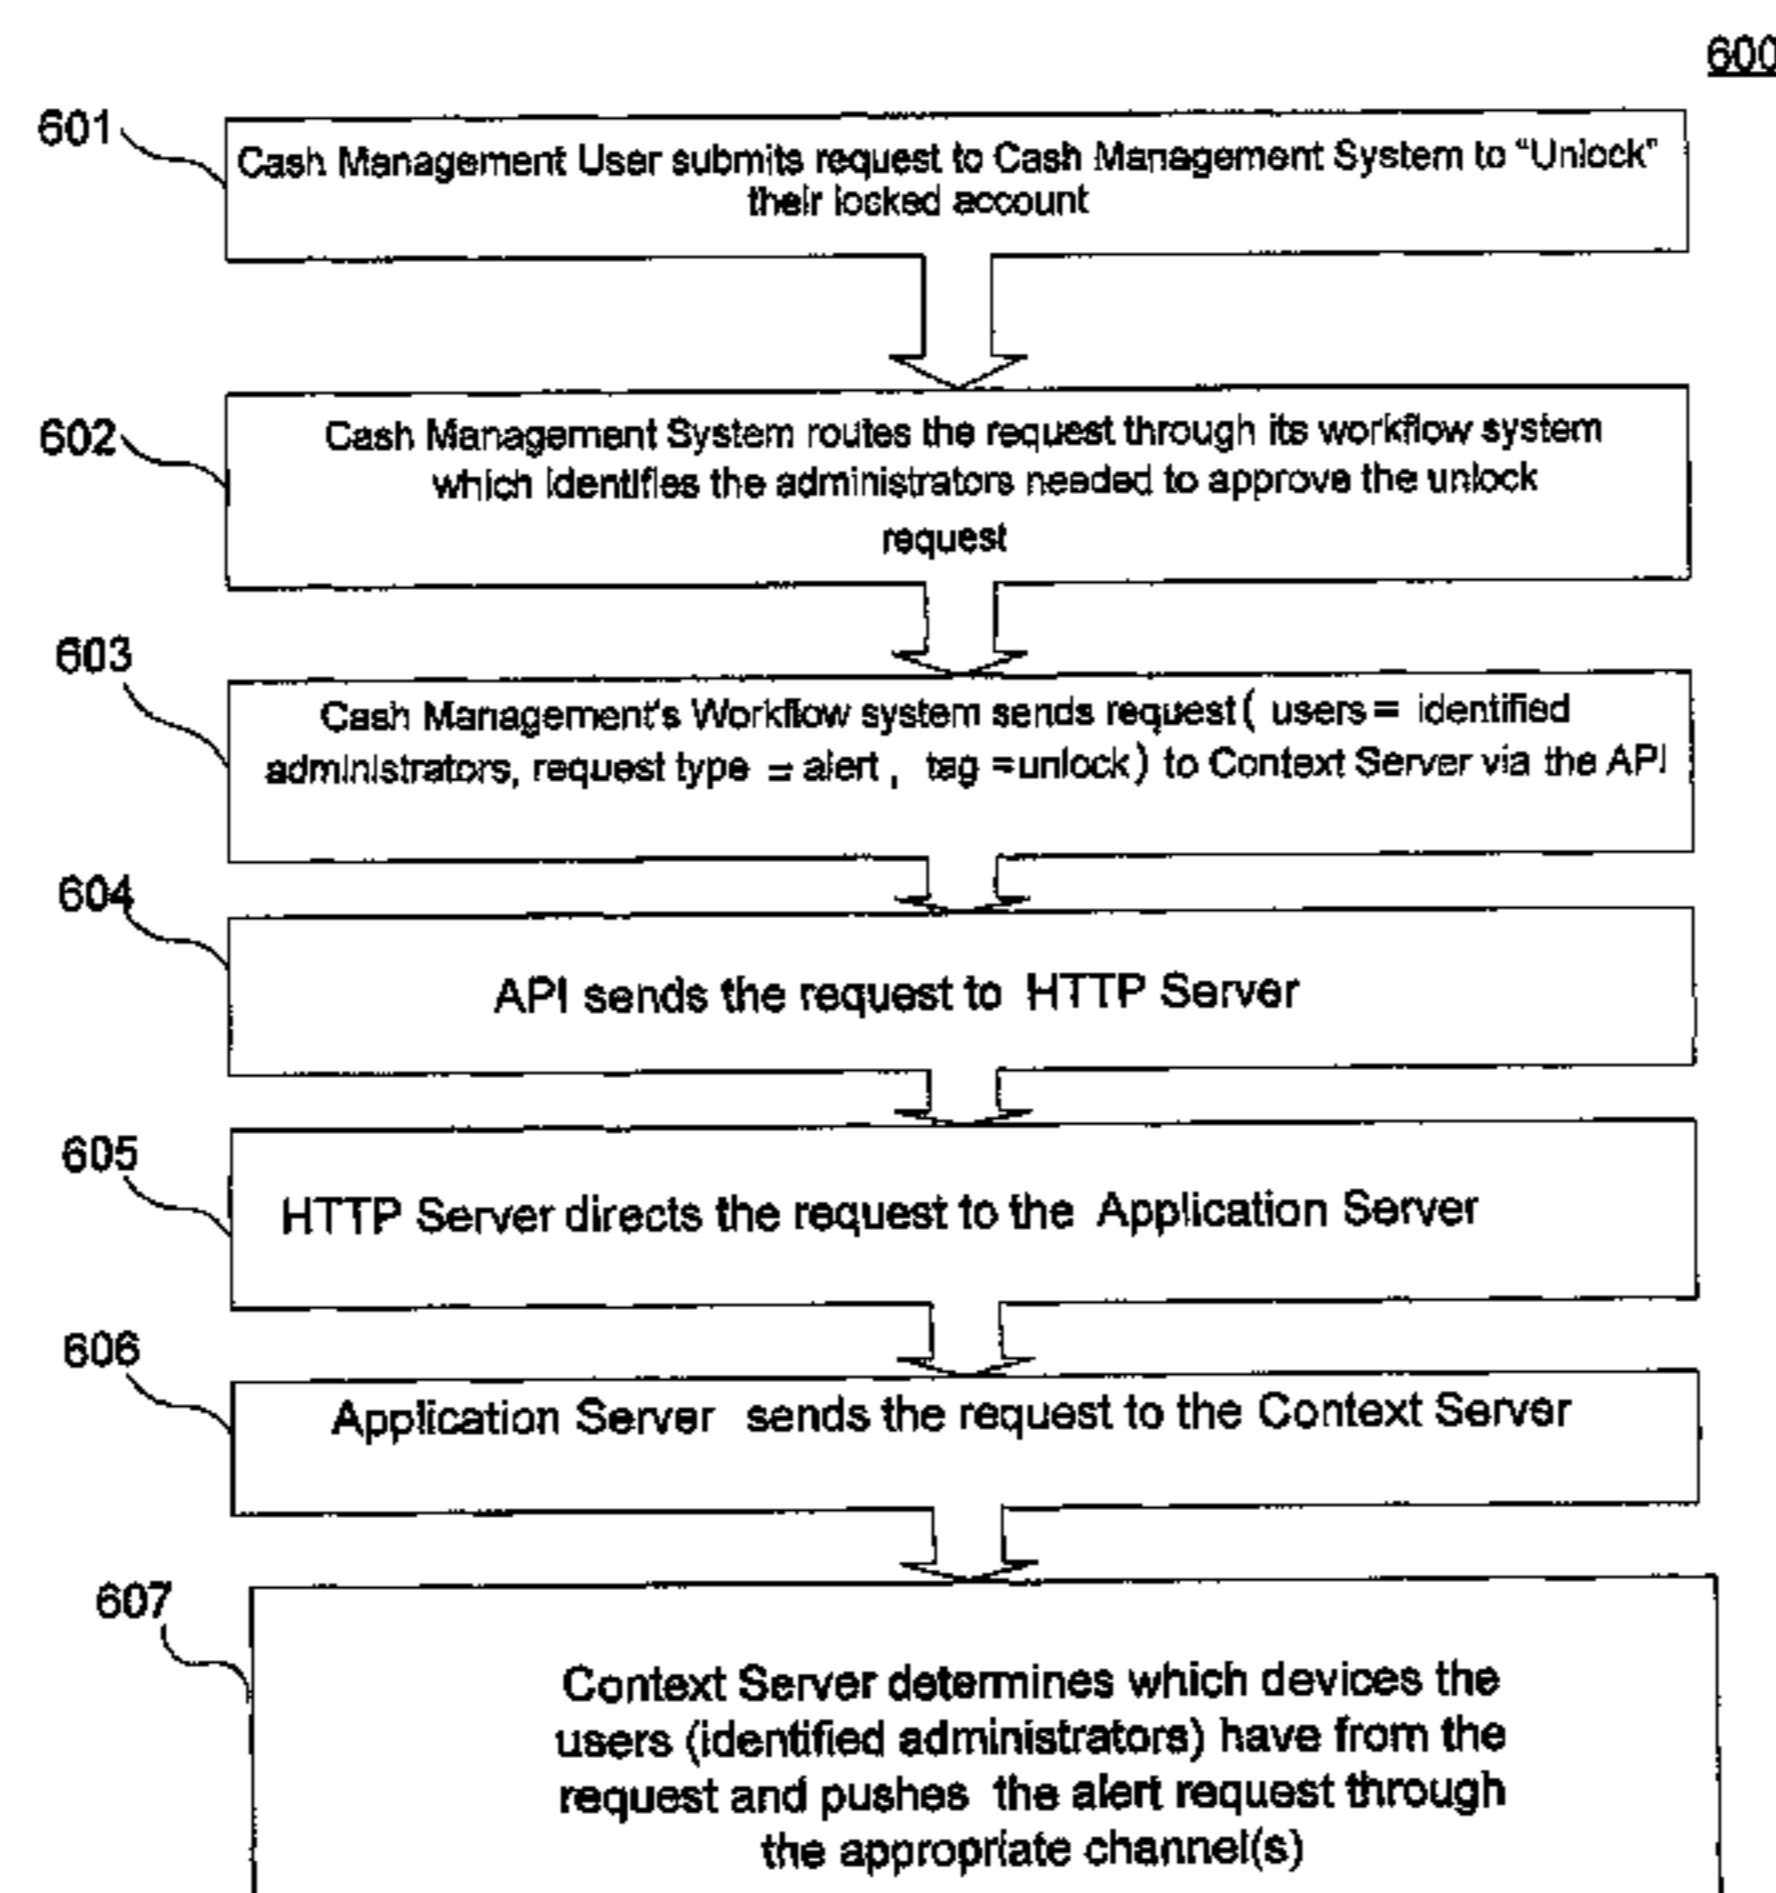 600
601
Cash Management User submits request to Cash Management System to “Unlock”
their locked account
602
Cash Management System routes the request through its workflow system
which identifies the administrators needed to approve the unlock
request
603
Cash Management's Workflow system sends request( users= identified
administrators, request type = alert, tag =unlock) to Context Server via the API
604
API sends the request to HTTP Server
605
HTTP Server directs the request to the Application Server
606
Application Server sends the request to the Context Server
607
Context Server determines which devices the
users (identified administrators) have from the
request and pushes the alert request through
the appropriate channel(s)